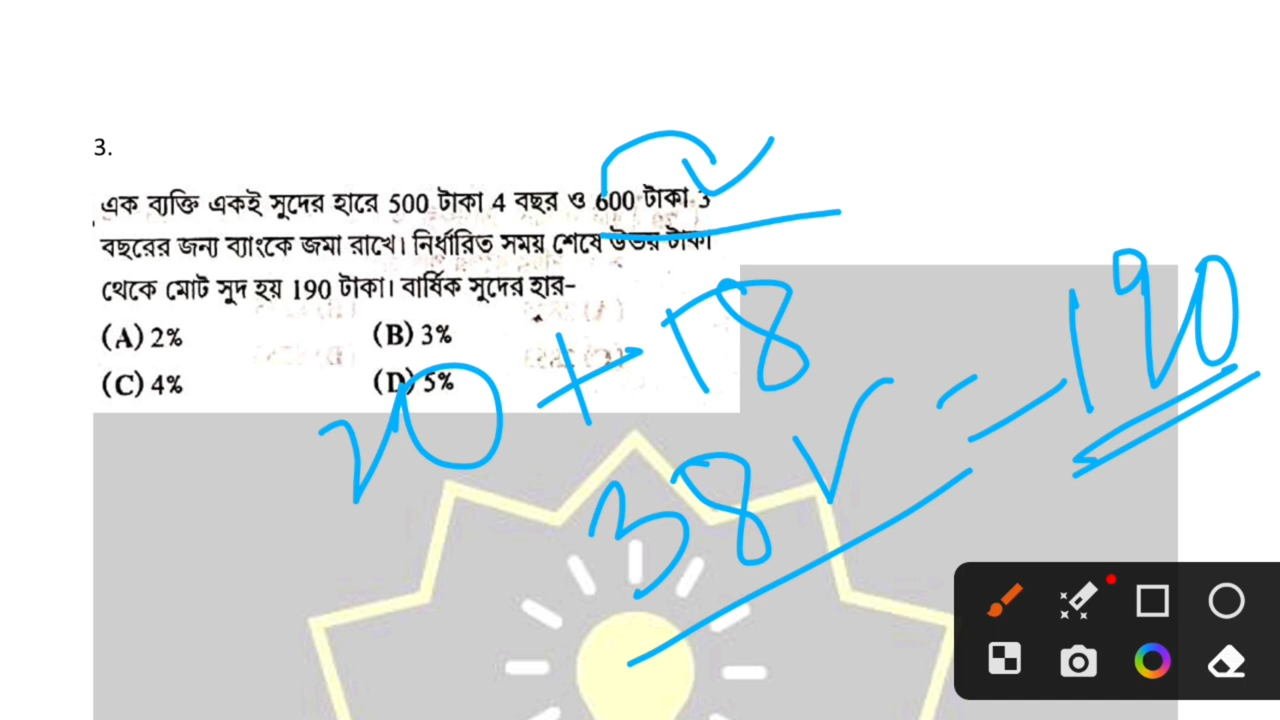 3.
এক ব্যক্তি একই সুদের হারে 500 টাকা 4 বছর ও 600 টাকা 3
বছরের জন্য ব্যাংকে জমা রাখে। নির্ধারিত সময় শেষে উভয় টাকা
থেকে মোট সুদ হয় 190 টাকা। বার্ষিক সুদের হার-
(A) 2% (B) 3%
(C) 4% (D) 5%
20 + 18
38r = 190